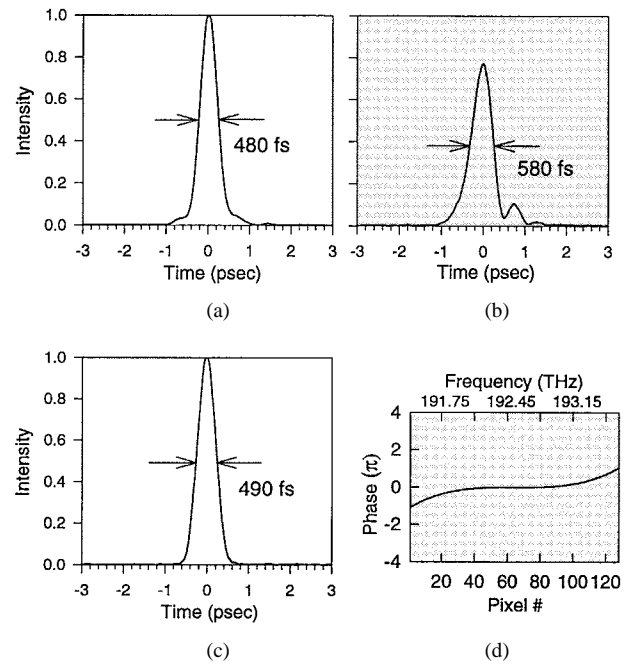 1.0
0.8
0.6
0.4
0.2
0.0
Intensity
480 fs
-3 -2 -1 0 1 2 3
Time (psec)
(a)
580 fs
-3 -2 -1 0 1 2 3
Time (psec)
(b)
1.0
0.8
0.6
0.4
0.2
0.0
Intensity
490 fs
-3 -2 -1 0 1 2 3
Time (psec)
(c)
Frequency (THz)
191.75 192.45 193.15
4
2
0
-2
-4
Phase (π)
20 40 60 80 100 120
Pixel #
(d)